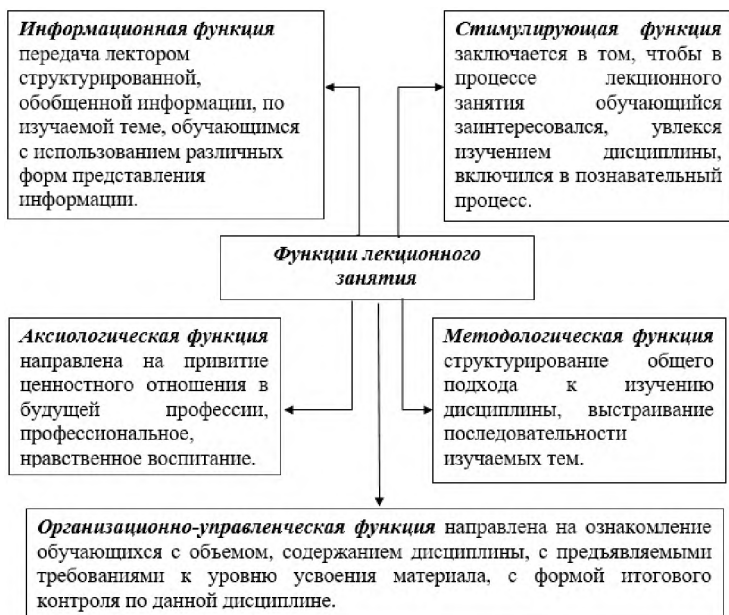 Информационная функция
передача лектором
структурированной,
обобщенной информации, по
изучаемой теме, обучающимся
с использованием различных
форм представления
информации.
Стимулирующая функция
заключается в том, чтобы в
процессе лекционного
занятия обучающийся
заинтересовался, увлекся
изучением дисциплины,
включился в познавательный
процесс.
Функции лекционного
занятия
Аксиологическая функция
направлена на привитие
ценностного отношения в
будущей профессии,
профессиональное,
нравственное воспитание.
Методологическая функция
структурирование общего
подхода к изучению
дисциплины, выстраивание
последовательности
изучаемых тем.
Организационно-управленческая функция направлена на ознакомление
обучающихся с объемом, содержанием дисциплины, с предъявляемыми
требованиями к уровню усвоения материала, с формой итогового
контроля по данной дисциплине.